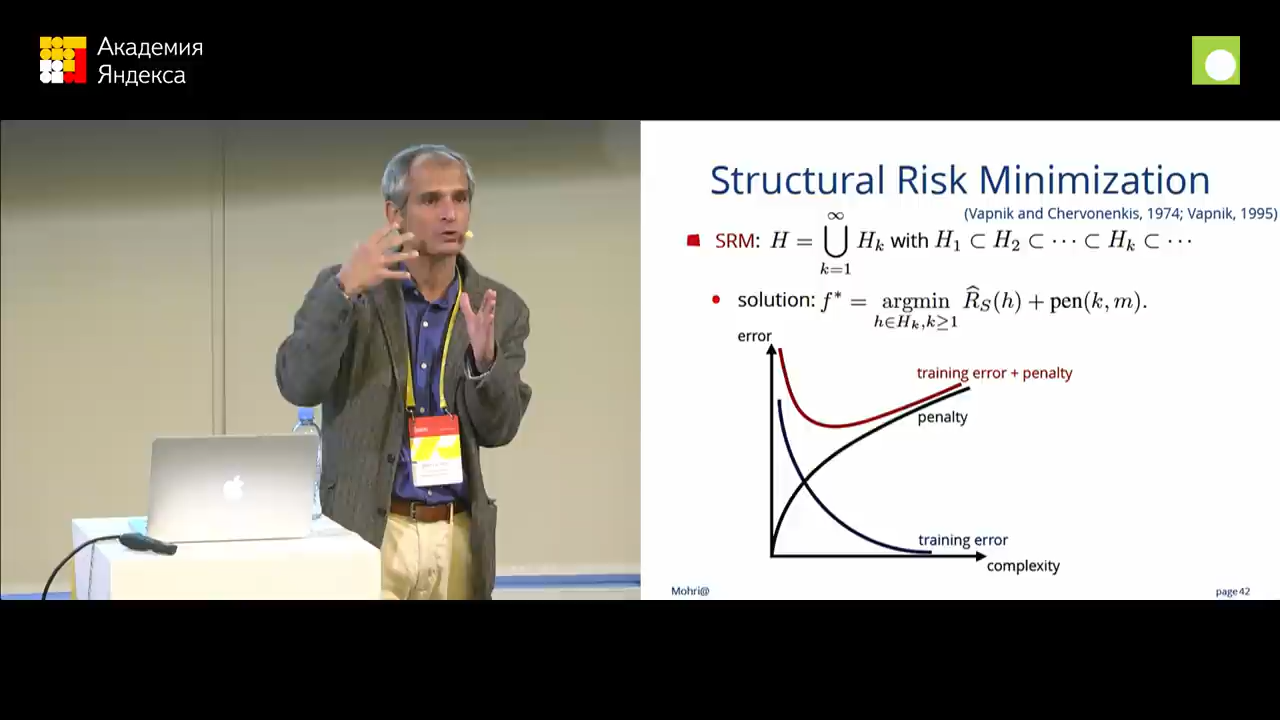 Академия
Яндекса
Structural Risk Minimization
(Vapnik and Chervonenkis, 1974; Vapnik, 1995)
SRM: H = ⋃_{k=1}^{∞} H_k with H_1 ⊂ H_2 ⊂ ⋯ ⊂ H_k ⊂ ⋯
solution: f* = argmin_{h∈H_k,k≥1} R̂_S(h) + pen(k, m).
error
training error + penalty
penalty
training error
complexity
Mohri@
page 42